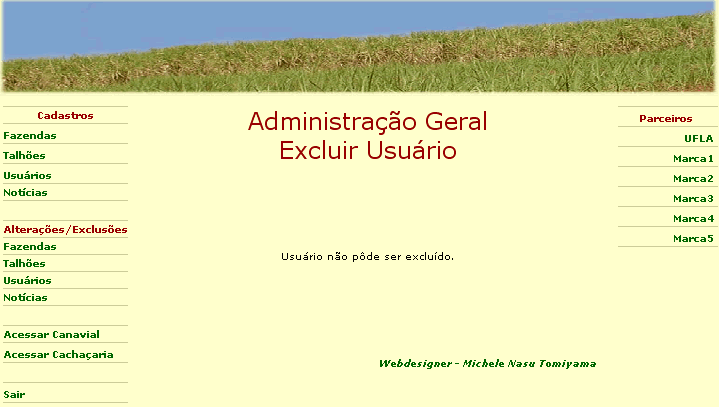 Cadastros
Fazendas
Talhões
Usuários
Notícias
Alterações/Exclusões
Fazendas
Talhões
Usuários
Notícias
Acessar Canavial
Acessar Cachaçaria
Sair
Administração Geral
Excluir Usuário
Usuário não pôde ser excluído.
Webdesigner - Michele Nasu Tomiyama
Parceiros
UFLA
Marca1
Marca2
Marca3
Marca4
Marca5